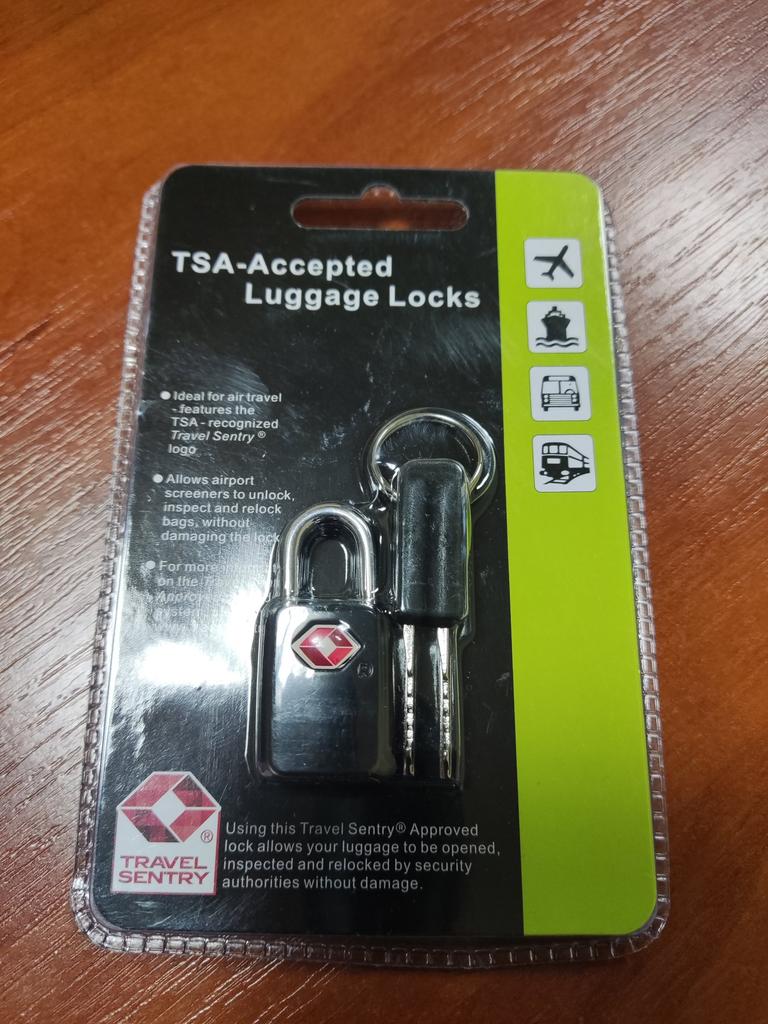 TSA-Accepted
Luggage Locks
● Ideal for air travel
- features the
TSA - recognized
Travel Sentry ®
logo
● Allows airport
screeners to unlock,
inspect and relock
bags, without
damaging the lock
● For more
on the
®
®
TRAVEL
SENTRY
Using this Travel Sentry® Approved
lock allows your luggage to be opened,
inspected and relocked by security
authorities without damage.